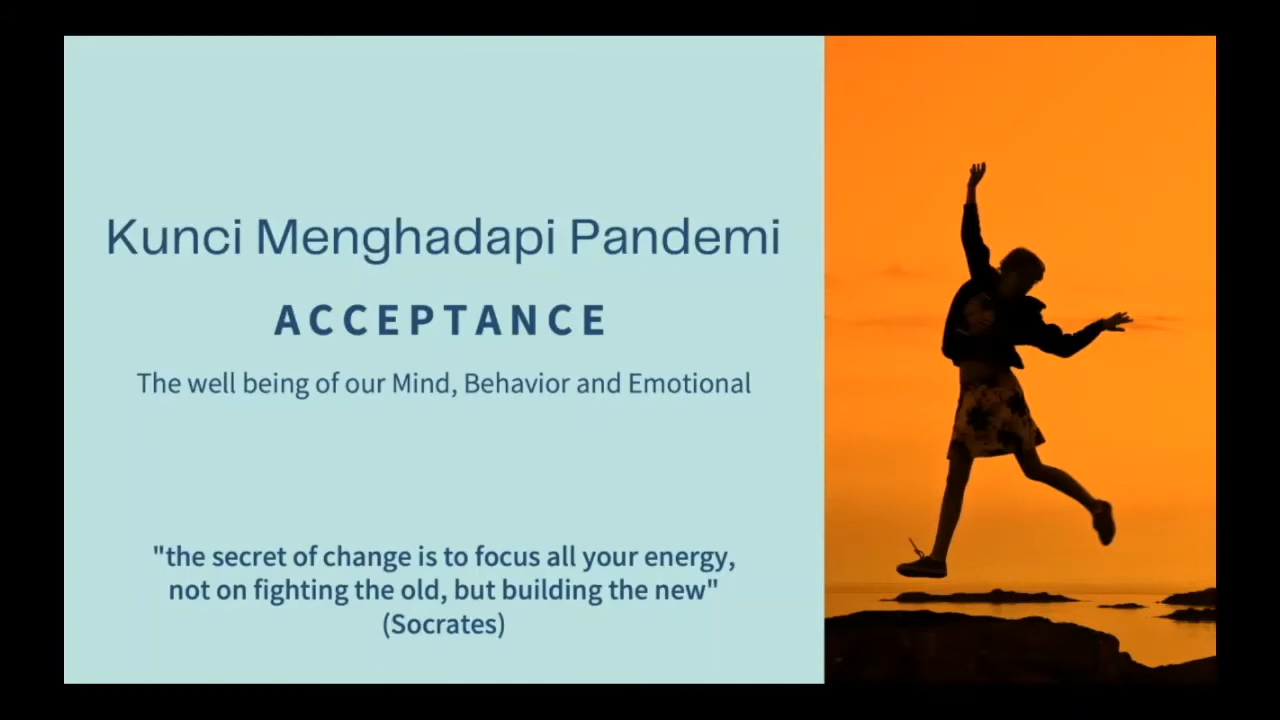 Kunci Menghadapi Pandemi
ACCEPTANCE
The well being of our Mind, Behavior and Emotional
"the secret of change is to focus all your energy,
not on fighting the old, but building the new"
(Socrates)